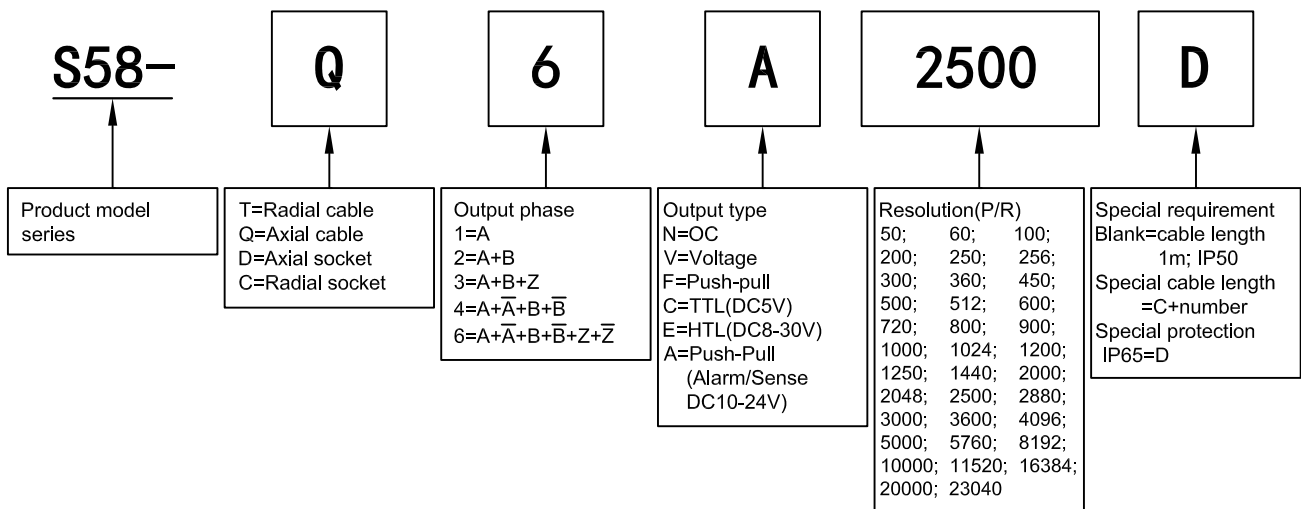 S58- Q 6 A 2500 D
Product model
series
T=Radial cable
Q=Axial cable
D=Axial socket
C=Radial socket
Output phase
1=A
2=A+B
3=A+B+Z
4=A+A̅+B+B̅
6=A+A̅+B+B̅+Z+Z̅
Output type
N=OC
V=Voltage
F=Push-pull
C=TTL(DC5V)
E=HTL(DC8-30V)
A=Push-Pull
(Alarm/Sense
DC10-24V)
Resolution(P/R)
50; 60; 100;
200; 250; 256;
300; 360; 450;
500; 512; 600;
720; 800; 900;
1000; 1024; 1200;
1250; 1440; 2000;
2048; 2500; 2880;
3000; 3600; 4096;
5000; 5760; 8192;
10000; 11520; 16384;
20000; 23040
Special requirement
Blank=cable length
1m; IP50
Special cable length
=C+number
Special protection
IP65=D